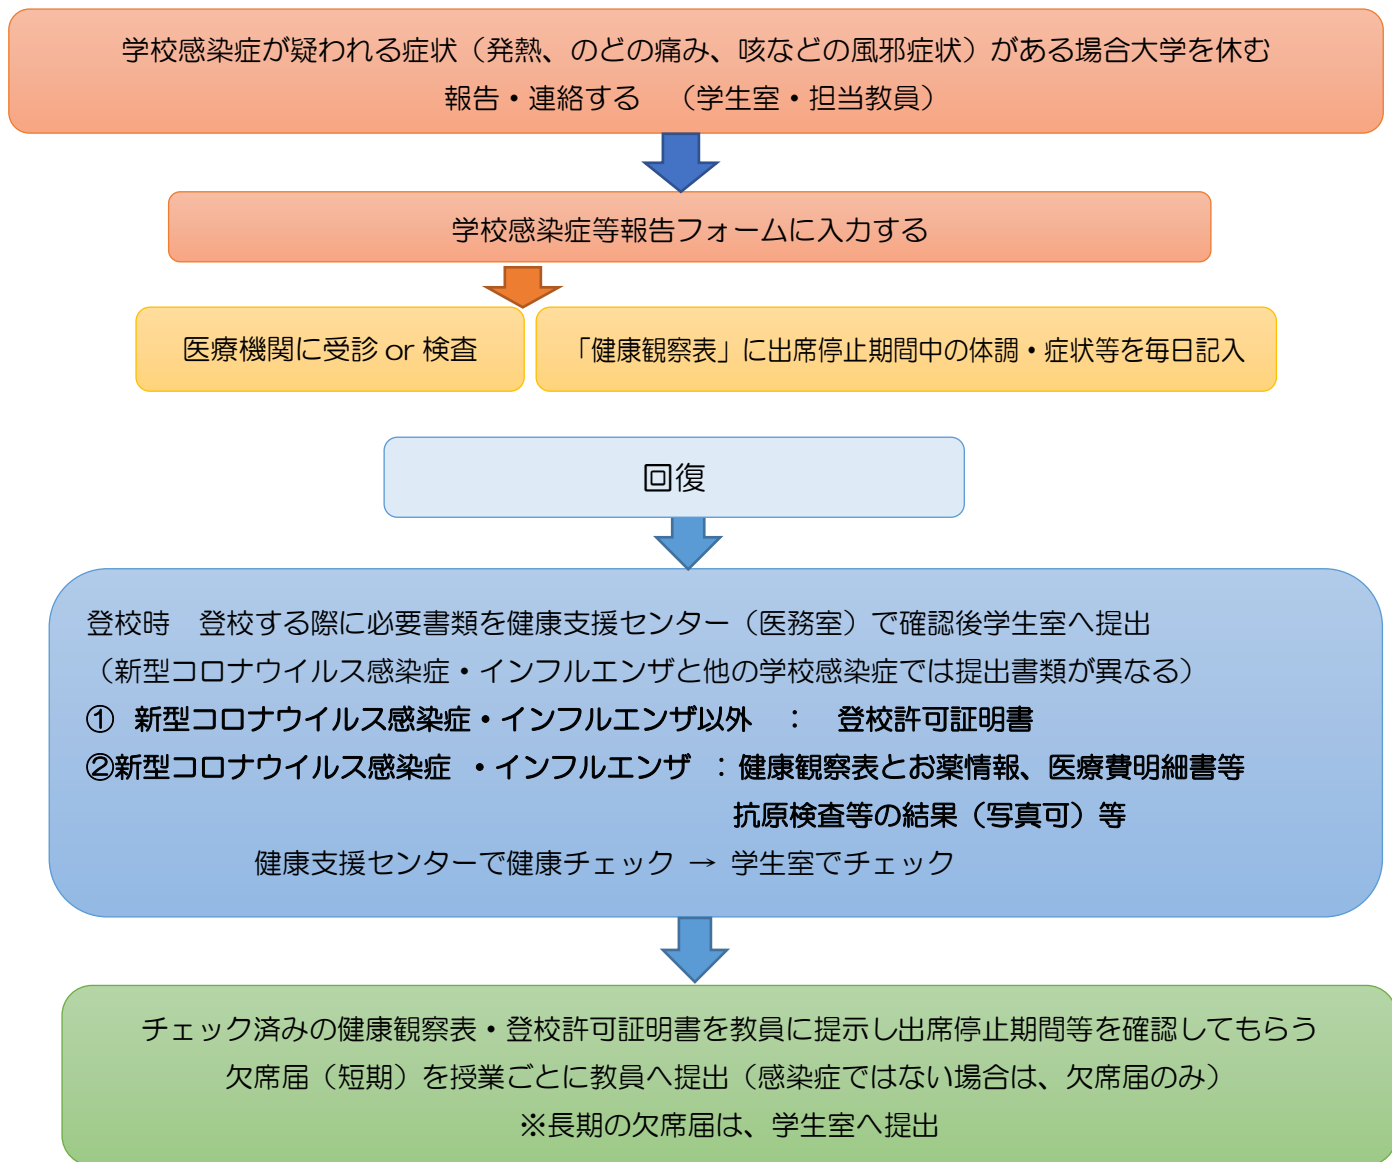 学校感染症が疑われる症状（発熱、のどの痛み、咳などの風邪症状）がある場合大学を休む
報告・連絡する　（学生室・担当教員）
学校感染症等報告フォームに入力する
医療機関に受診 or 検査
「健康観察表」に出席停止期間中の体調・症状等を毎日記入
回復
登校時　登校する際に必要書類を健康支援センター（医務室）で確認後学生室へ提出
（新型コロナウイルス感染症・インフルエンザと他の学校感染症では提出書類が異なる）
① 新型コロナウイルス感染症・インフルエンザ以外　：　登校許可証明書
②新型コロナウイルス感染症 ・インフルエンザ ：健康観察表とお薬情報、医療費明細書等
抗原検査等の結果（写真可）等
健康支援センターで健康チェック → 学生室でチェック
チェック済みの健康観察表・登校許可証明書を教員に提示し出席停止期間等を確認してもらう
欠席届（短期）を授業ごとに教員へ提出（感染症ではない場合は、欠席届のみ）
※長期の欠席届は、学生室へ提出